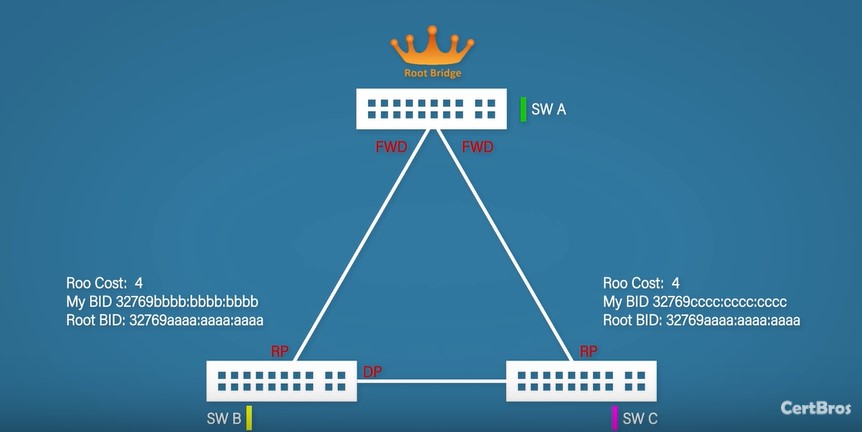 Root Bridge
SW A
FWD FWD
Roo Cost: 4
My BID 32769bbbb:bbbb:bbbb
Root BID: 32769aaaa:aaaa:aaaa
Roo Cost: 4
My BID 32769cccc:cccc:cccc
Root BID: 32769aaaa:aaaa:aaaa
RP
RP
DP
SW B
SW C
CertBros